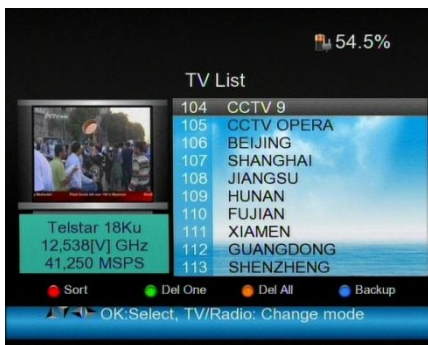 54.5%
TV List
104 CCTV 9
105 CCTV OPERA
106 BEIJING
107 SHANGHAI
108 JIANGSU
109 HUNAN
110 FUJIAN
111 XIAMEN
112 GUANGDONG
113 SHENZHENG
Telstar 18Ku
12,538[V] GHz
41,250 MSPS
Sort Del One Del All Backup
OK:Select, TV/Radio: Change mode